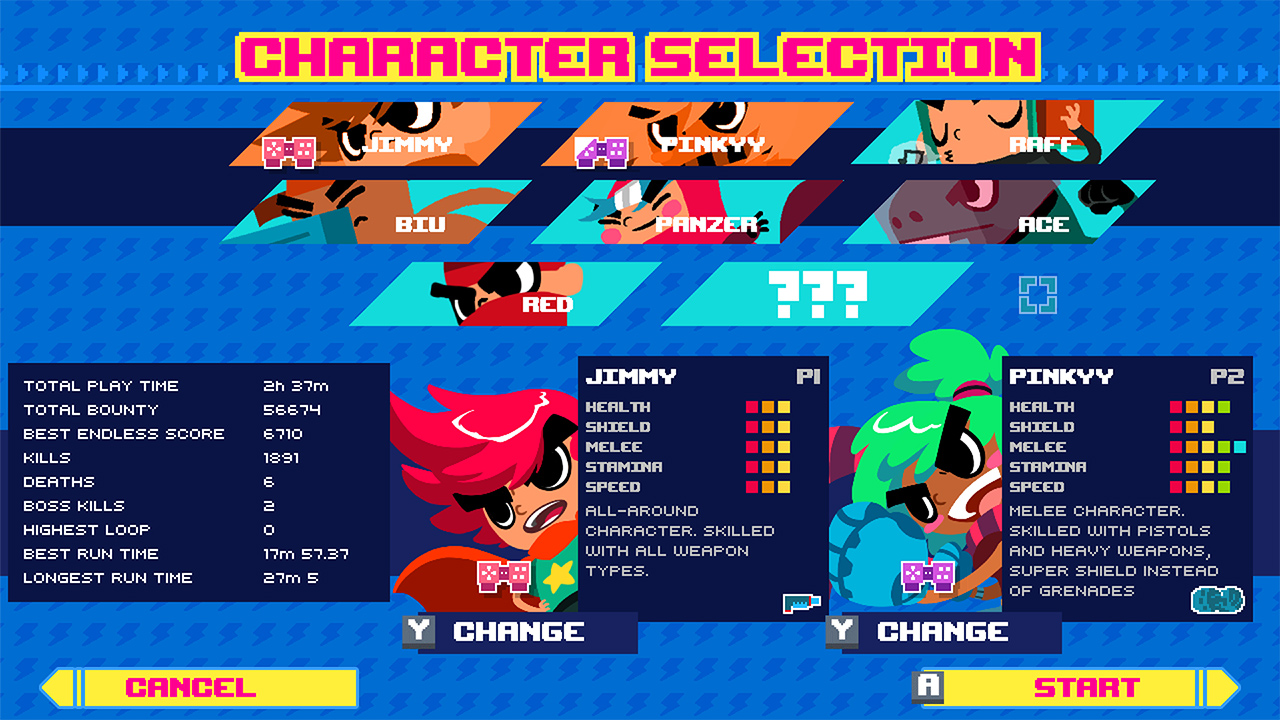 CHARACTER SELECTION
JIMMY
PINKYY
RAFF
BIU
PANZER
ACE
RED
???
TOTAL PLAY TIME 2h 37m
TOTAL BOUNTY 56674
BEST ENDLESS SCORE 6710
KILLS 1891
DEATHS 6
BOSS KILLS 2
HIGHEST LOOP 0
BEST RUN TIME 17m 57.37
LONGEST RUN TIME 27m 5
JIMMY P1
HEALTH
SHIELD
MELEE
STAMINA
SPEED
ALL-AROUND
CHARACTER. SKILLED
WITH ALL WEAPON
TYPES.
Y CHANGE
PINKYY P2
HEALTH
SHIELD
MELEE
STAMINA
SPEED
MELEE CHARACTER.
SKILLED WITH PISTOLS
AND HEAVY WEAPONS,
SUPER SHIELD INSTEAD
OF GRENADES
Y CHANGE
CANCEL
A START